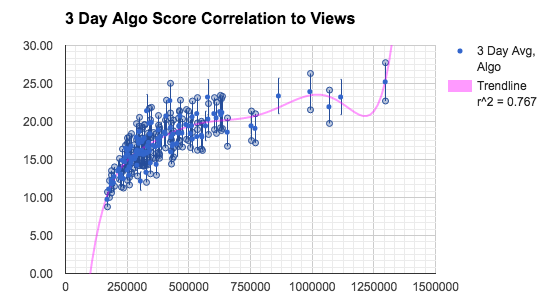 3 Day Algo Score Correlation to Views
30.00
25.00
20.00
15.00
10.00
5.00
0.00
0
250000
500000
750000
1000000
1250000
1500000
3 Day Avg,
Algo
Trendline
r^2 = 0.767